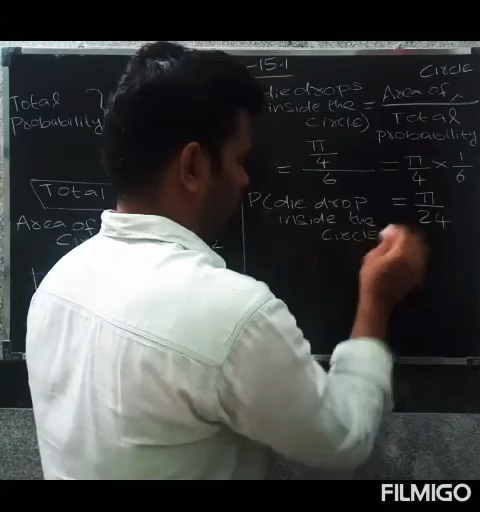 -15.1
Total
Probability
Total
Area of
die drops
inside the
Circle)
=
Circle
Area of
Total
probability
= π/4 / 6 = π/4 × 1/6
P(die drop
inside the
Circle
= π/24
2
FILMIGO